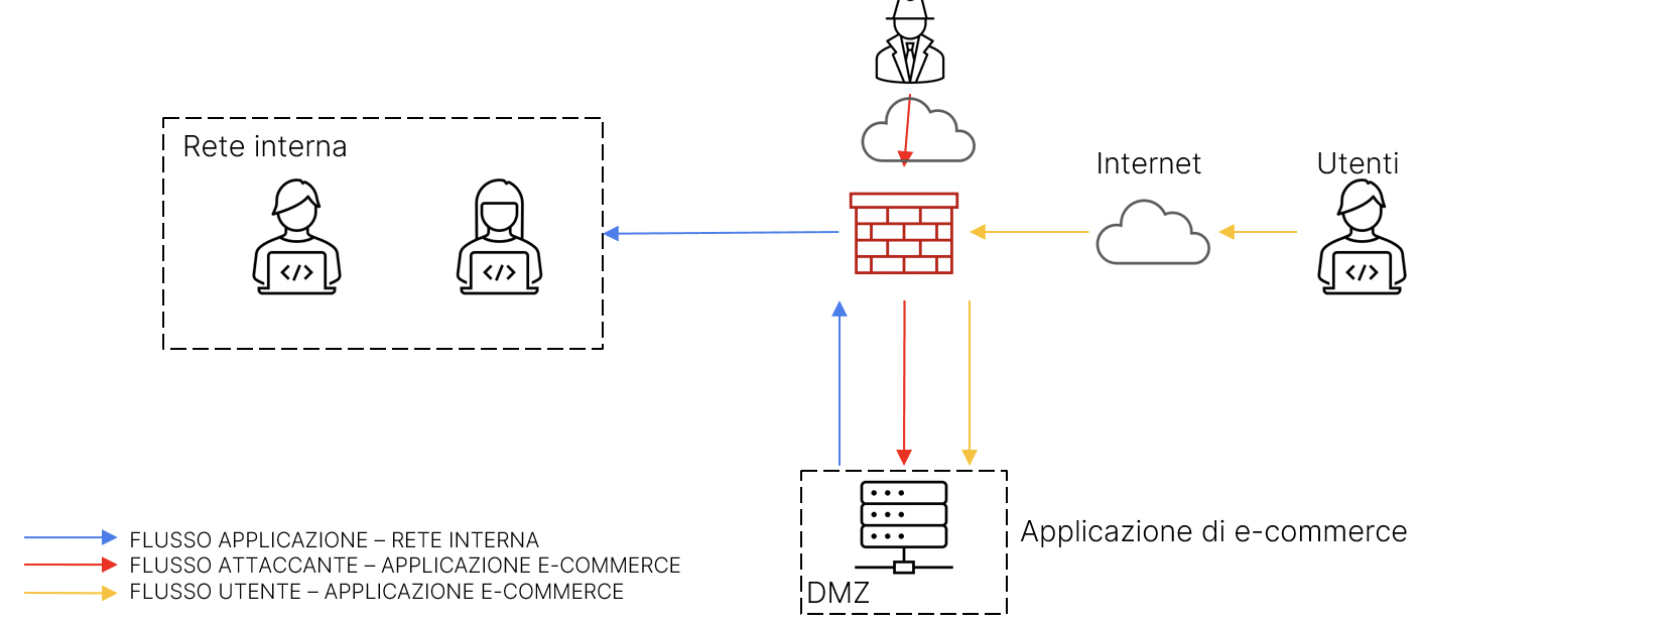 Rete interna
Internet
Utenti
</>
</>
</>
Applicazione di e-commerce
FLUSSO APPLICAZIONE – RETE INTERNA
FLUSSO ATTACCANTE – APPLICAZIONE E-COMMERCE
FLUSSO UTENTE – APPLICAZIONE E-COMMERCE
DMZ